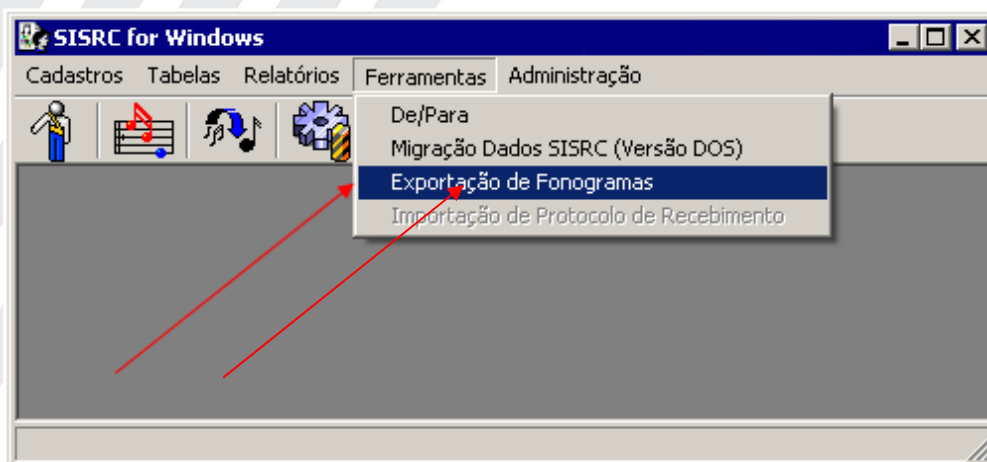 SISRC for Windows
Cadastros Tabelas Relatórios Ferramentas Administração
De/Para
Migração Dados SISRC (Versão DOS)
Exportação de Fonogramas
Importação de Protocolo de Recebimento